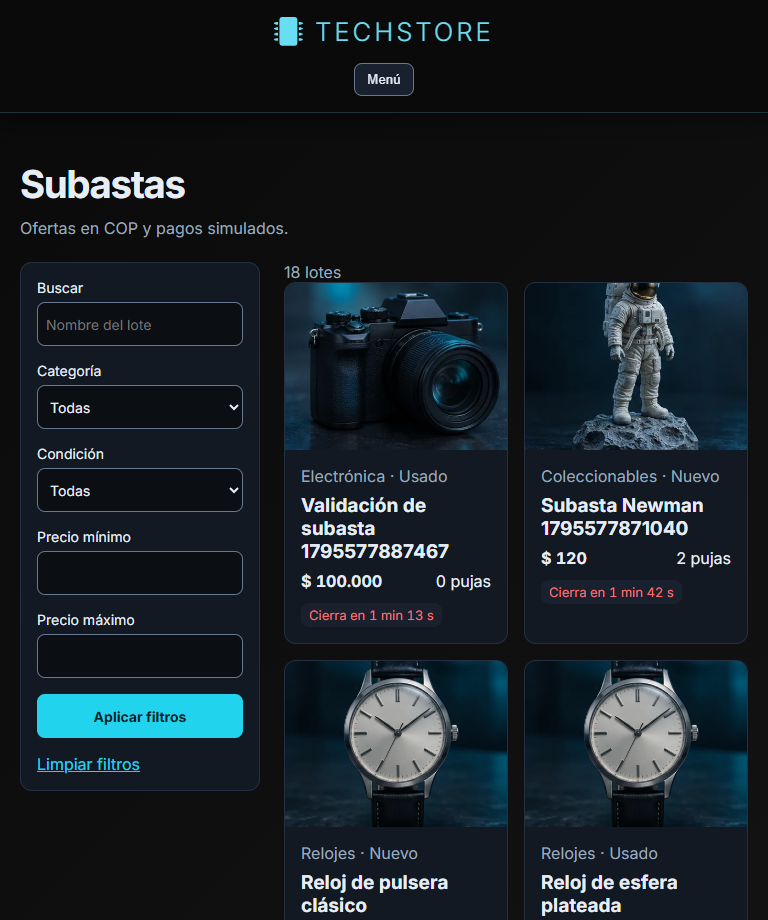 TECHSTORE
Menú
Subastas
Ofertas en COP y pagos simulados.
Buscar
Nombre del lote
Categoría
Todas
Condición
Todas
Precio mínimo
Precio máximo
Aplicar filtros
Limpiar filtros
18 lotes
Electrónica · Usado
Validación de
subasta
1795577887467
$ 100.000 0 pujas
Cierra en 1 min 13 s
Coleccionables · Nuevo
Subasta Newman
1795577871040
$ 120 2 pujas
Cierra en 1 min 42 s
Relojes · Nuevo
Reloj de pulsera
clásico
Relojes · Usado
Reloj de esfera
plateada